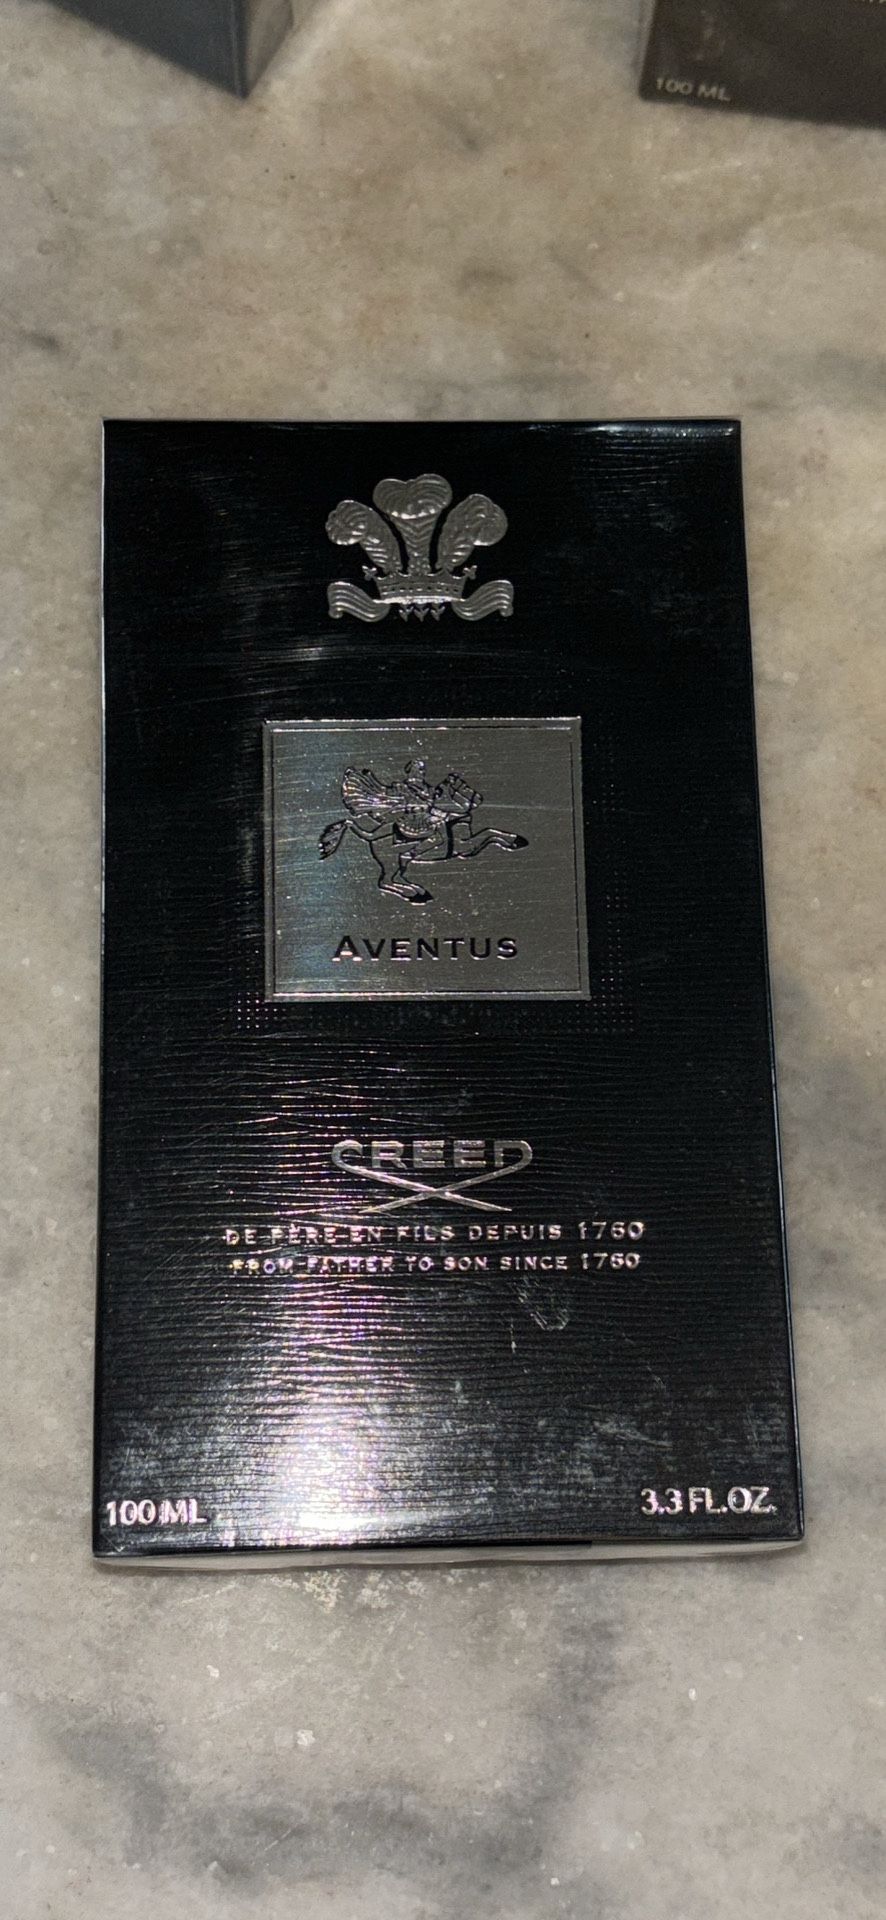 100 ML
AVENTUS
CREED
DE PÈRE EN FILS DEPUIS 1760
FROM FATHER TO SON SINCE 1760
100 ML
3.3 FL.OZ.